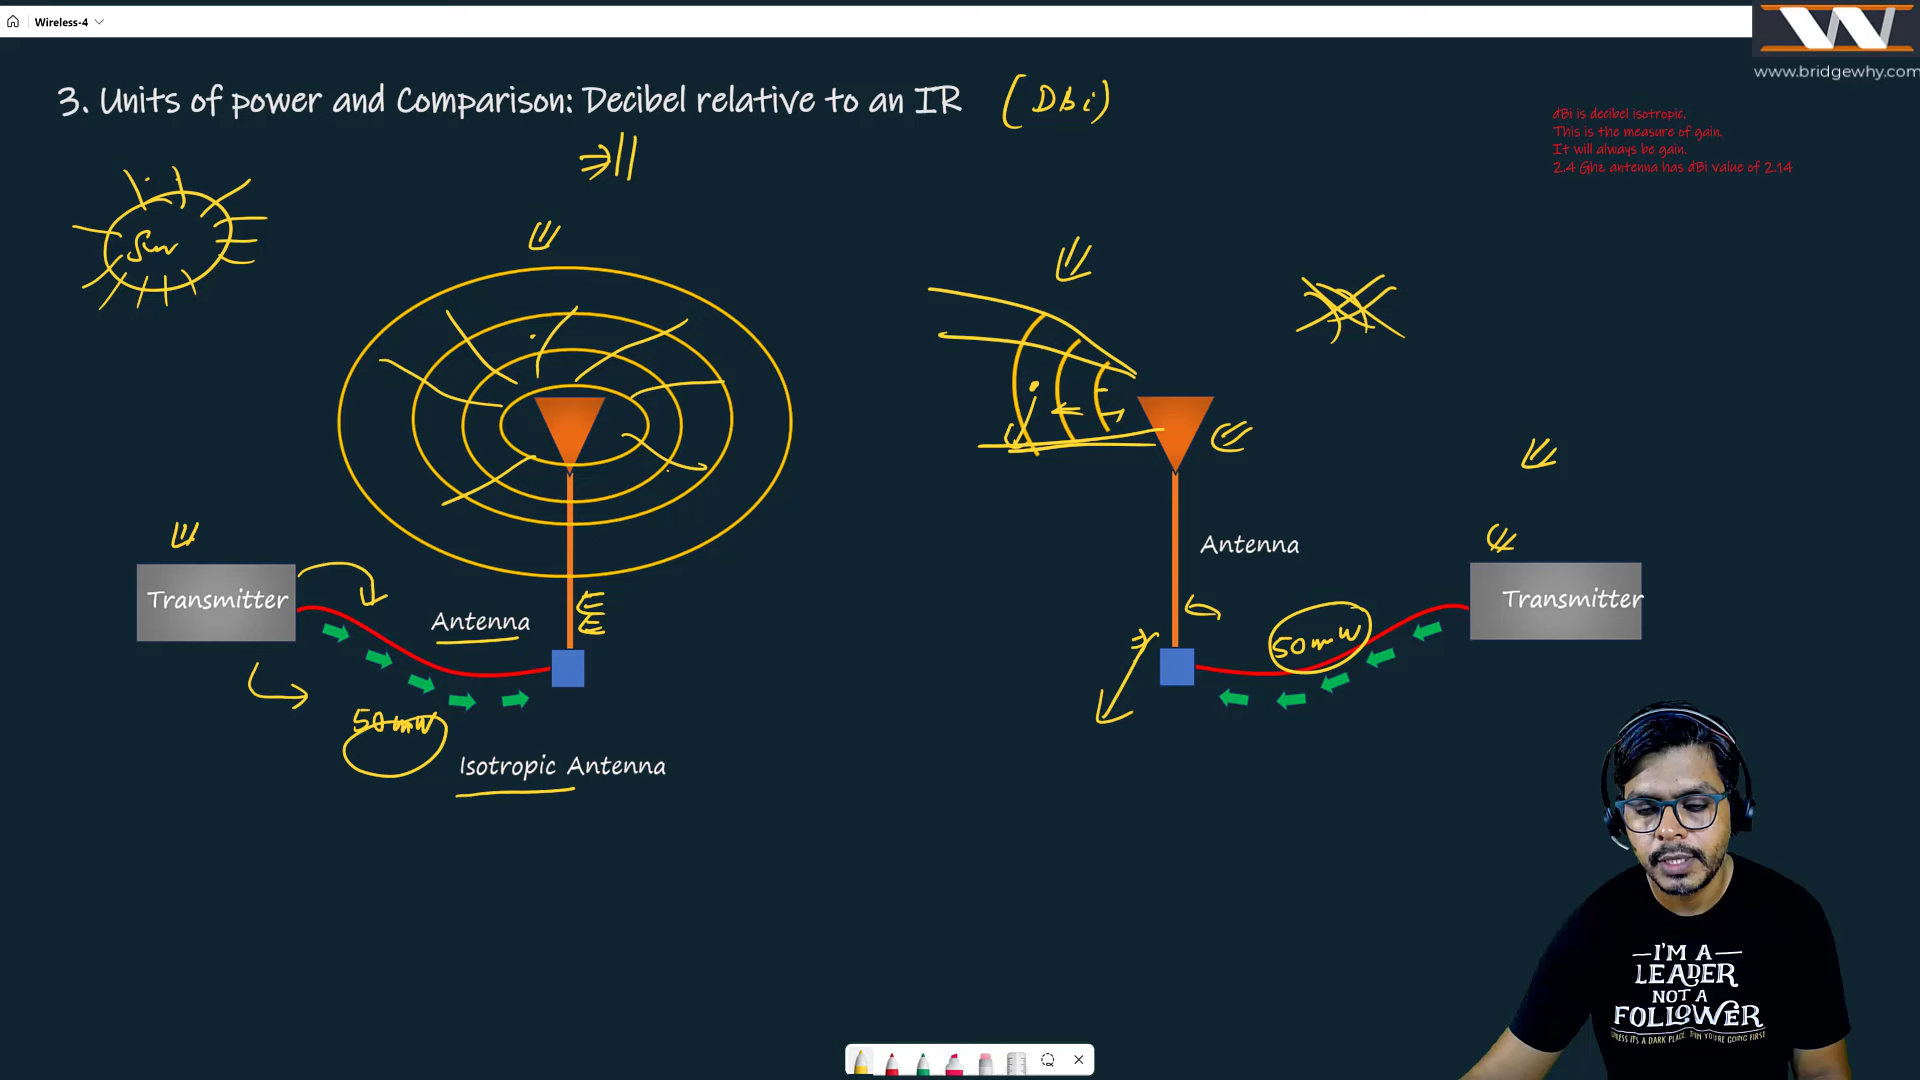 Wireless-4
W
www.bridgewhy.com
3. Units of power and Comparison: Decibel relative to an IR (Dbi)
dBi is decibel isotropic.
This is the measure of gain.
It will always be gain.
2.4 Ghz antenna has dBi value of 2.14
Sun
Antenna
Transmitter
Transmitter
Antenna
50mW
50mW
Isotropic Antenna
I'M A
LEADER
NOT A
FOLLOWER